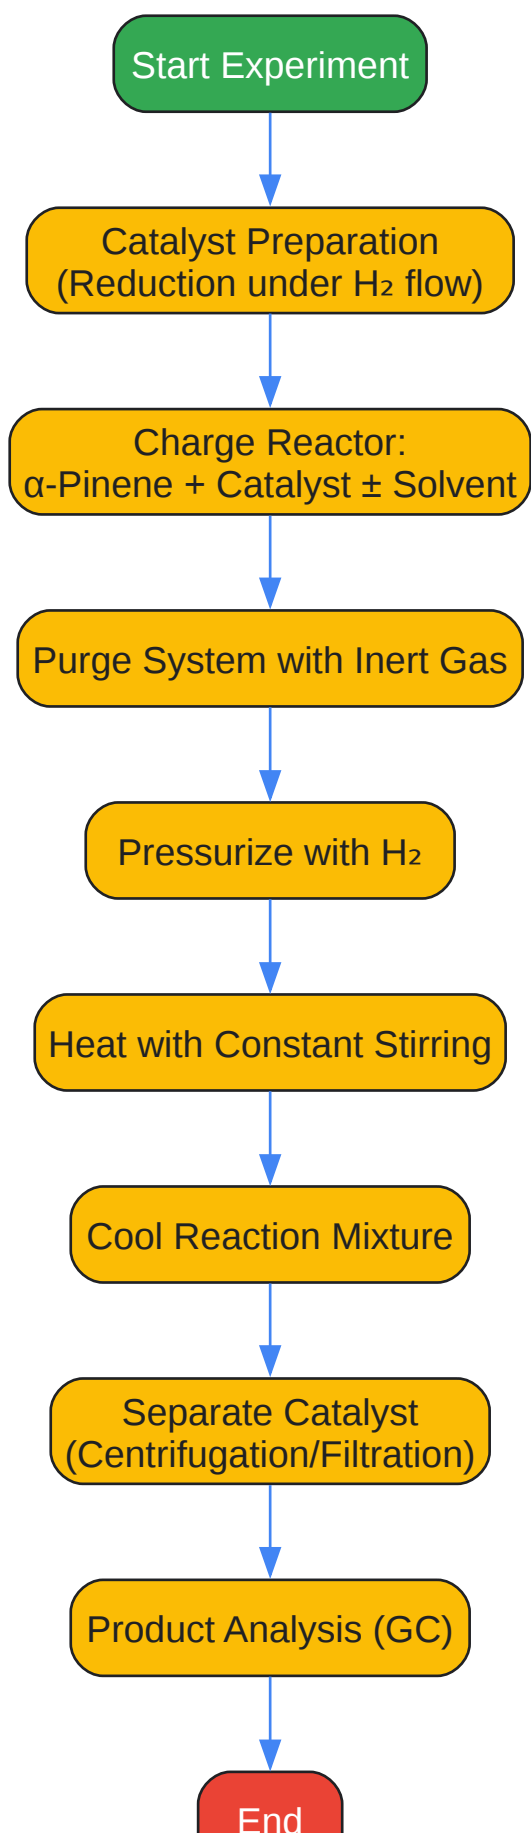 Start Experiment
Catalyst Preparation
(Reduction under H₂ flow)
Charge Reactor:
α-Pinene + Catalyst ± Solvent
Purge System with Inert Gas
Pressurize with H₂
Heat with Constant Stirring
Cool Reaction Mixture
Separate Catalyst
(Centrifugation/Filtration)
Product Analysis (GC)
End